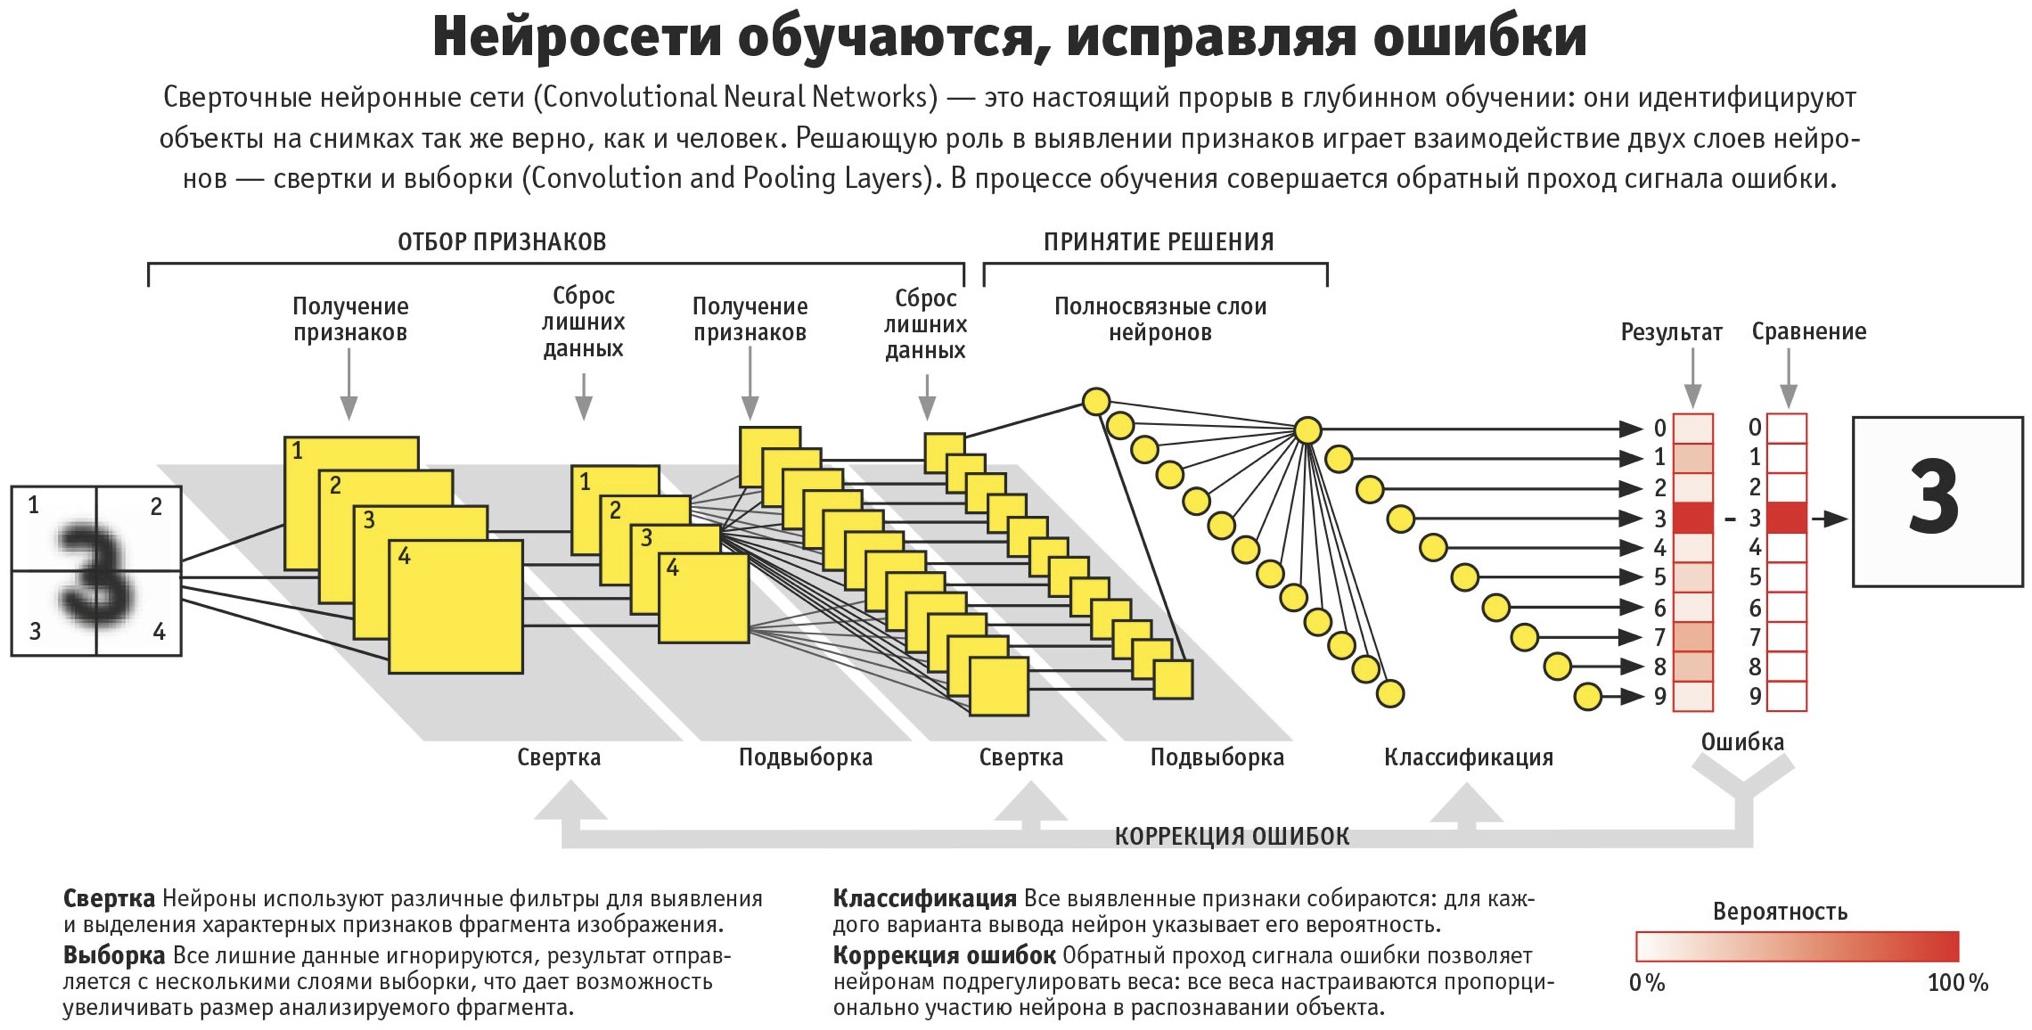 Нейросети обучаются, исправляя ошибки
Сверточные нейронные сети (Convolutional Neural Networks) — это настоящий прорыв в глубинном обучении: они идентифицируют
объекты на снимках так же верно, как и человек. Решающую роль в выявлении признаков играет взаимодействие двух слоев нейро-
нов — свертки и выборки (Convolution and Pooling Layers). В процессе обучения совершается обратный проход сигнала ошибки.
ОТБОР ПРИЗНАКОВ
ПРИНЯТИЕ РЕШЕНИЯ
Получение
признаков
Сброс
лишних
данных
Получение
признаков
Сброс
лишних
данных
Полносвязные слои
нейронов
Результат
Сравнение
1
2
3
4
3
1
2
3
4
1
2
3
4
0
1
2
3
4
5
6
7
8
9
-
0
1
2
3
4
5
6
7
8
9
3
Свертка
Подвыборка
Свертка
Подвыборка
Классификация
Ошибка
КОРРЕКЦИЯ ОШИБОК
Свертка Нейроны используют различные фильтры для выявления
и выделения характерных признаков фрагмента изображения.
Выборка Все лишние данные игнорируются, результат отправ-
ляется с несколькими слоями выборки, что дает возможность
увеличивать размер анализируемого фрагмента.
Классификация Все выявленные признаки собираются: для каж-
дого варианта вывода нейрон указывает его вероятность.
Коррекция ошибок Обратный проход сигнала ошибки позволяет
нейронам подрегулировать веса: все веса настраиваются пропорци-
онально участию нейрона в распознавании объекта.
Вероятность
0 %
100 %